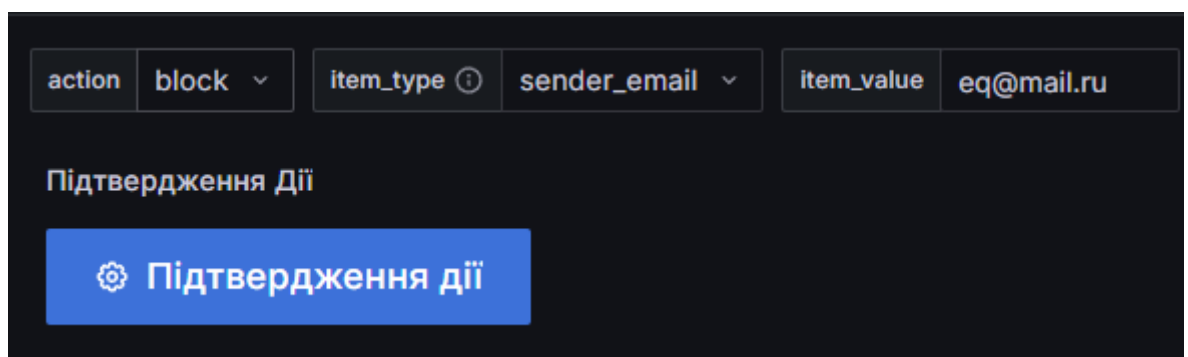 action block item_type sender_email item_value eq@mail.ru
Підтвердження Дії
Підтвердження дії